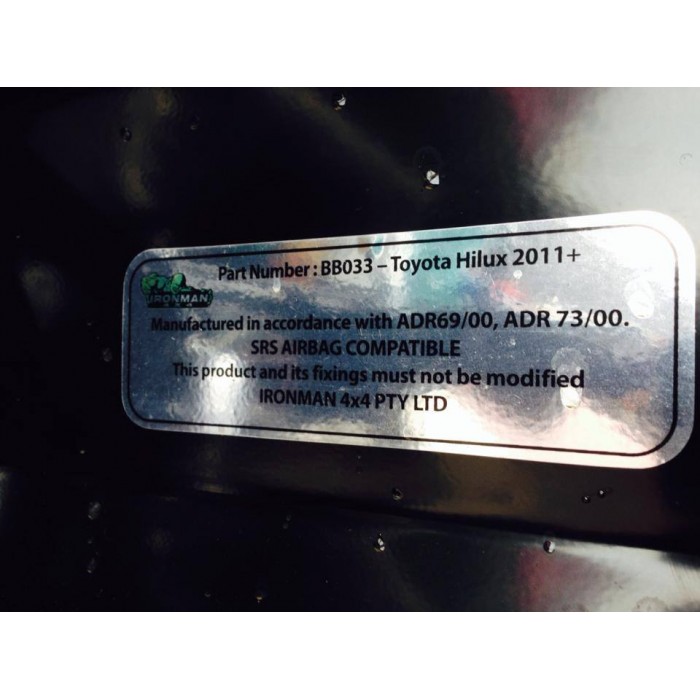 Part Number : BB033 – Toyota Hilux 2011+
IRONMAN
Manufactured in accordance with ADR69/00, ADR 73/00.
SRS AIRBAG COMPATIBLE
This product and its fixings must not be modified
IRONMAN 4x4 PTY LTD